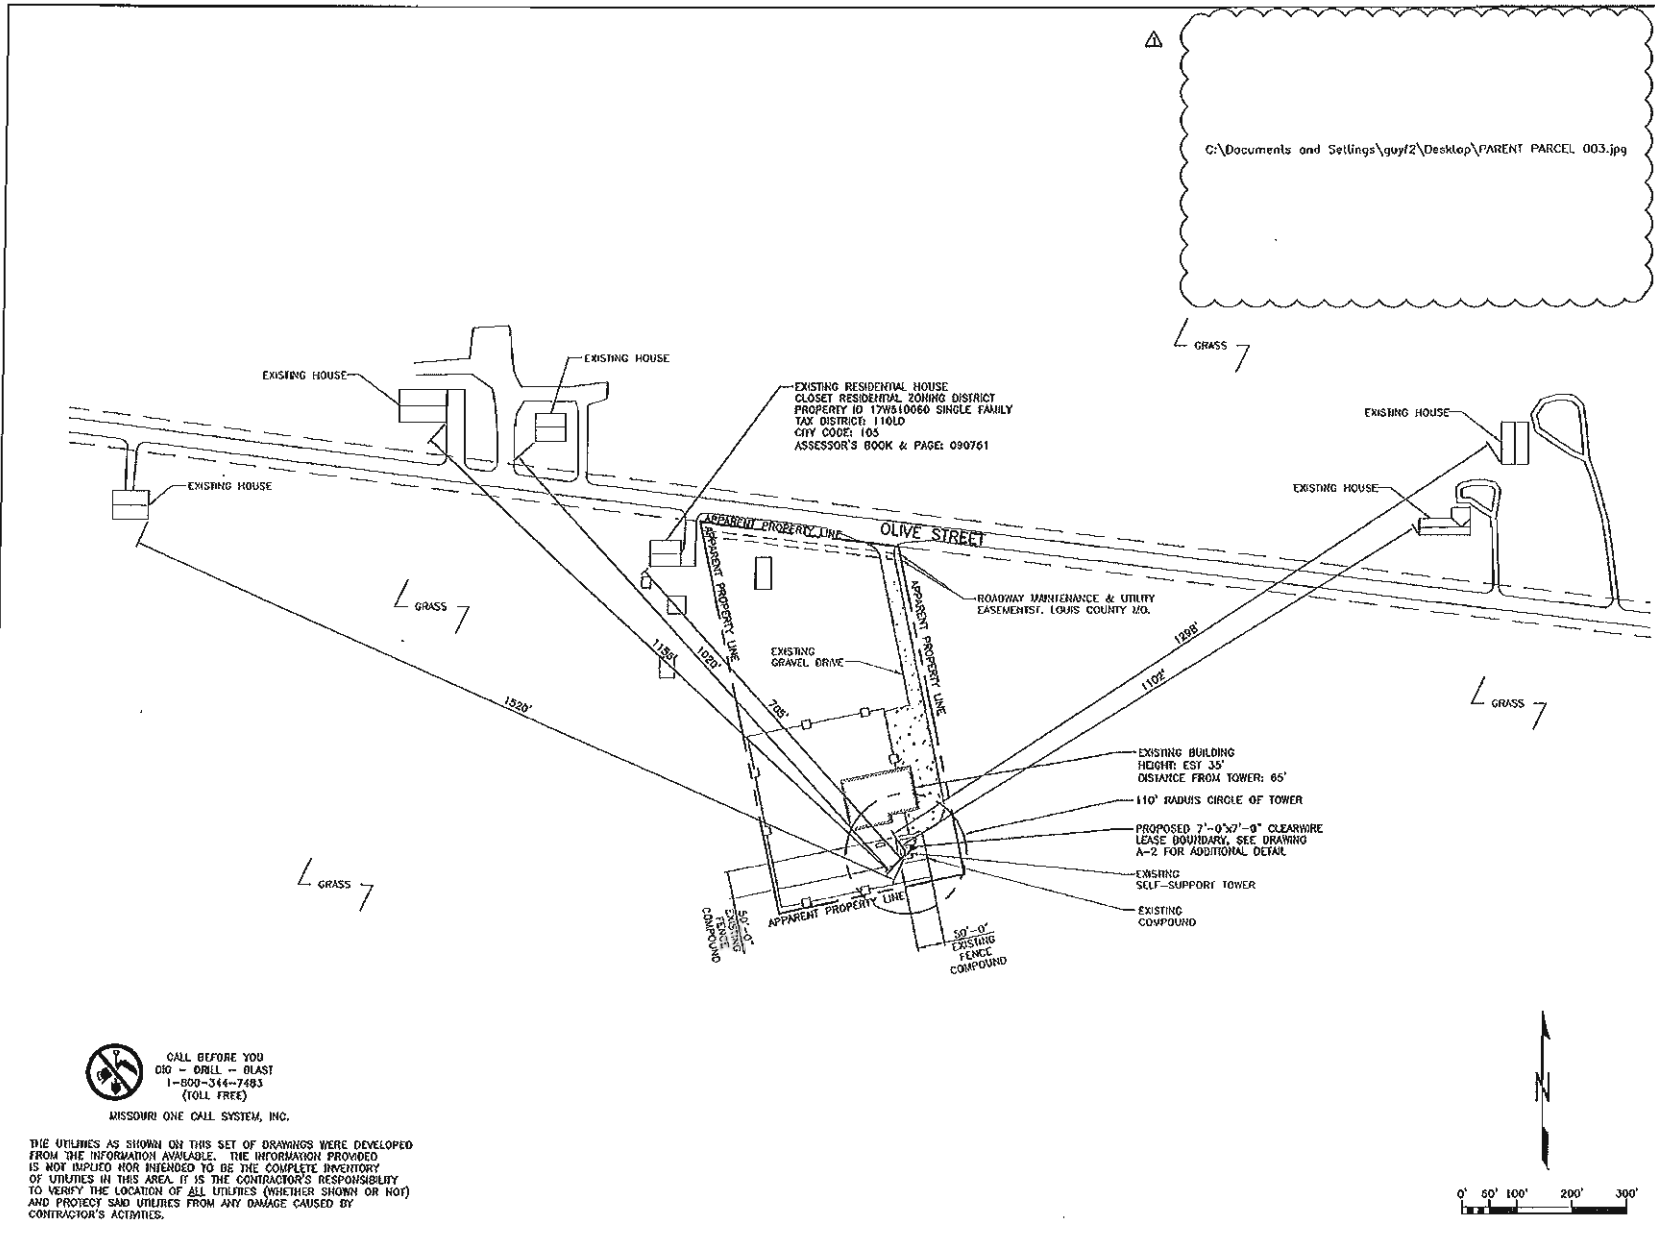 1
C:\Documents and Settings\guyf2\Desktop\PARENT PARCEL 003.jpg
GRASS
EXISTING HOUSE
EXISTING HOUSE
EXISTING RESIDENTIAL HOUSE
CLOSET RESIDENTIAL ZONING DISTRICT
PROPERTY ID 17W510060 SINGLE FAMILY
TAX DISTRICT: 110LD
CITY CODE: 105
ASSESSOR'S BOOK & PAGE: 090761
EXISTING HOUSE
EXISTING HOUSE
EXISTING HOUSE
APPARENT PROPERTY LINE
OLIVE STREET
APPARENT PROPERTY LINE
APPARENT PROPERTY LINE
ROADWAY MAINTENANCE & UTILITY
EASEMENTST. LOUIS COUNTY MO.
GRASS
EXISTING
GRAVEL DRIVE
1298'
1102'
1155'
1020'
705'
1520'
GRASS
EXISTING BUILDING
HEIGHT: EST 35'
DISTANCE FROM TOWER: 65'
110' RADUIS CIRCLE OF TOWER
PROPOSED 7'-0"x7'-0" CLEARWIRE
LEASE BOUNDARY, SEE DRAWING
A-2 FOR ADDITIONAL DETAIL
EXISTING
SELF-SUPPORT TOWER
EXISTING
COMPOUND
GRASS
APPARENT PROPERTY LINE
50'-0"
EXISTING
FENCE
COMPOUND
50'-0"
EXISTING
FENCE
COMPOUND
CALL BEFORE YOU
DIG - DRILL - BLAST
1-800-344-7483
(TOLL FREE)
MISSOURI ONE CALL SYSTEM, INC.
THE UTILITIES AS SHOWN ON THIS SET OF DRAWINGS WERE DEVELOPED
FROM THE INFORMATION AVAILABLE. THE INFORMATION PROVIDED
IS NOT IMPLIED NOR INTENDED TO BE THE COMPLETE INVENTORY
OF UTILITIES IN THIS AREA. IT IS THE CONTRACTOR'S RESPONSIBILITY
TO VERIFY THE LOCATION OF ALL UTILITIES (WHETHER SHOWN OR NOT)
AND PROTECT SAID UTILITIES FROM ANY DAMAGE CAUSED BY
CONTRACTOR'S ACTIVITIES.
N
0' 50' 100' 200' 300'